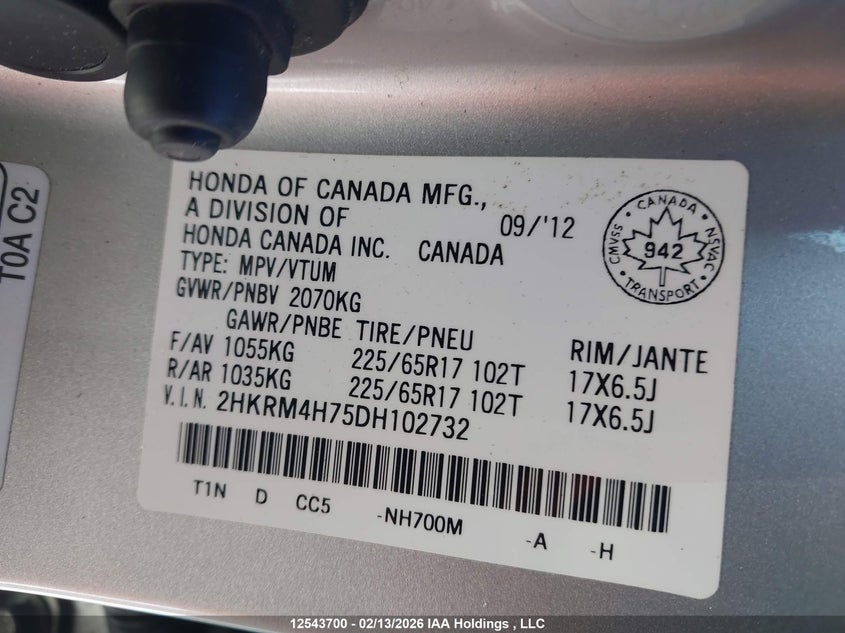 T0A C2
HONDA OF CANADA MFG.,
A DIVISION OF
HONDA CANADA INC. CANADA
09/'12
TYPE: MPV/VTUM
GVWR/PNBV 2070KG
GAWR/PNBE TIRE/PNEU RIM/JANTE
F/AV 1055KG 225/65R17 102T 17X6.5J
R/AR 1035KG 225/65R17 102T 17X6.5J
V.I.N. 2HKRM4H75DH102732
T1N D CC5 -NH700M -A -H
CANADA
CMVSS 942 NSVAC
TRANSPORT
12543700 - 02/13/2026 IAA Holdings , LLC